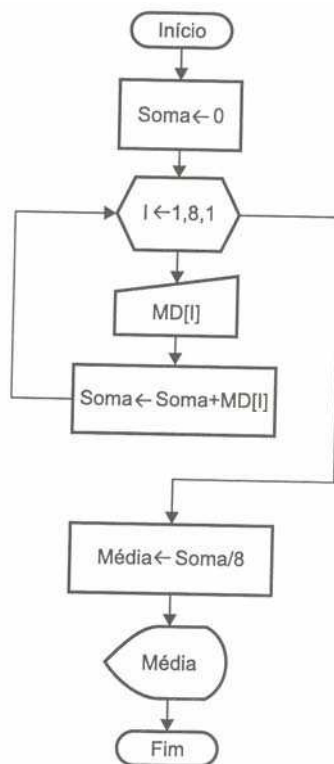 Início
Soma←0
I←1,8,1
MD[I]
Soma←Soma+MD[I]
Média←Soma/8
Média
Fim